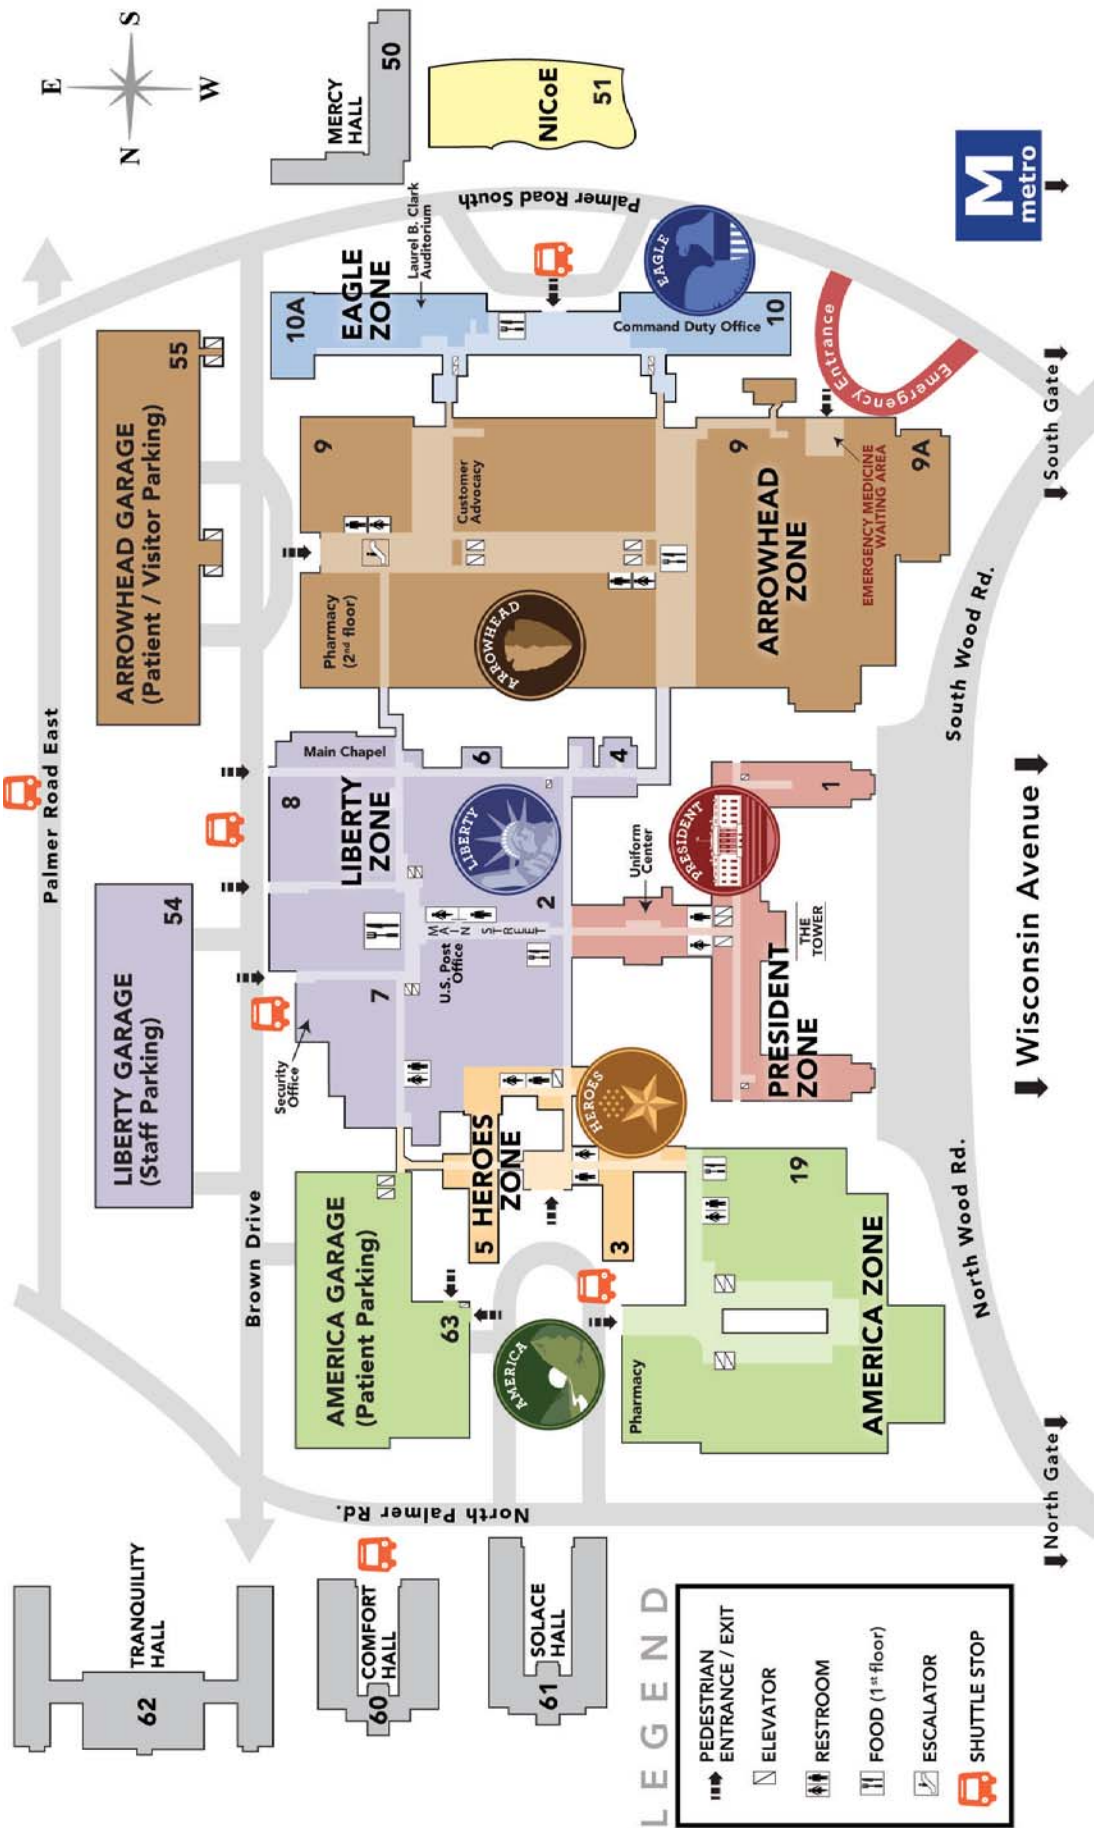 E
S
W
N
MERCY
HALL
50
NICoE
51
M
metro
Palmer Road South
Laurel B. Clark
Auditorium
EAGLE
ZONE
10A
Command Duty Office
10
EAGLE
Emergency Entrance
South Gate
ARROWHEAD GARAGE
(Patient / Visitor Parking)
55
9
Customer
Advocacy
Pharmacy
(2nd floor)
ARROWHEAD
9
ARROWHEAD
ZONE
EMERGENCY MEDICINE
WAITING AREA
9A
South Wood Rd.
Palmer Road East
Main Chapel
8
6
4
LIBERTY
ZONE
LIBERTY
2
MAIN STREET
U.S. Post
Office
7
Security
Office
LIBERTY GARAGE
(Staff Parking)
54
Brown Drive
Uniform
Center
PRESIDENT
1
THE
TOWER
PRESIDENT
ZONE
Wisconsin Avenue
HEROES
ZONE
HEROES
5
3
AMERICA GARAGE
(Patient Parking)
63
AMERICA
19
Pharmacy
AMERICA ZONE
North Wood Rd.
North Gate
North Palmer Rd.
TRANQUILITY
HALL
62
COMFORT
HALL
60
SOLACE
HALL
61
LEGEND
PEDESTRIAN
ENTRANCE / EXIT
ELEVATOR
RESTROOM
FOOD (1st floor)
ESCALATOR
SHUTTLE STOP